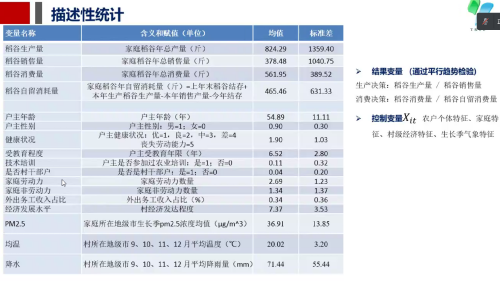 描述性统计
变量名称 含义和赋值（单位） 均值 标准差
稻谷生产量 家庭稻谷年总产量（斤） 824.29 1359.40
稻谷销售量 家庭稻谷年总销量（斤） 378.48 1040.75
稻谷消费量 家庭稻谷年总消费量（斤） 561.95 389.52
稻谷自留消耗量 家庭稻谷年自留消耗量（斤）=上年末稻谷结存+ 465.46 631.33
本年生产稻谷生产量-本年销售产量-今年结存
户主年龄 户主年龄（年） 54.89 11.11
户主性别 户主性别：男=1；女=0 0.90 0.30
健康状况 户主健康状况：优=1，良=2，中=3，差=4 1.90 1.03
丧失劳动能力=5
受教育程度 户主受教育年限（年） 6.52 2.80
技术培训 户主是否参加过农业培训：是=1；否=0 0.11 0.32
是否村干部户 是否是村干部户：是=1；否=0 0.04 0.20
家庭劳动力 家庭劳动力数量 2.69 1.23
家庭非劳动力 家庭非劳动力数量 1.34 1.37
外出务工收入占比 外出务工收入占比（%） 0.34 0.36
经济发展水平 村经济发达程度 7.37 3.53
PM2.5 家庭所在地级市生长季pm2.5浓度均值（μg/m^3） 36.91 13.85
均温 村所在地级市 9、10、11、12 月平均温度（℃） 20.02 3.20
降水 村所在地级市 9、10、11、12 月平均降雨量（mm） 71.44 55.44
➢ 结果变量 （通过平行趋势检验）
生产决策：稻谷生产量 / 稻谷销售量
消费决策：稻谷消费量 / 稻谷自留消费量
➢ 控制变量Xit 农户个体特征、家庭特
征、村级经济特征、生长季气象特征